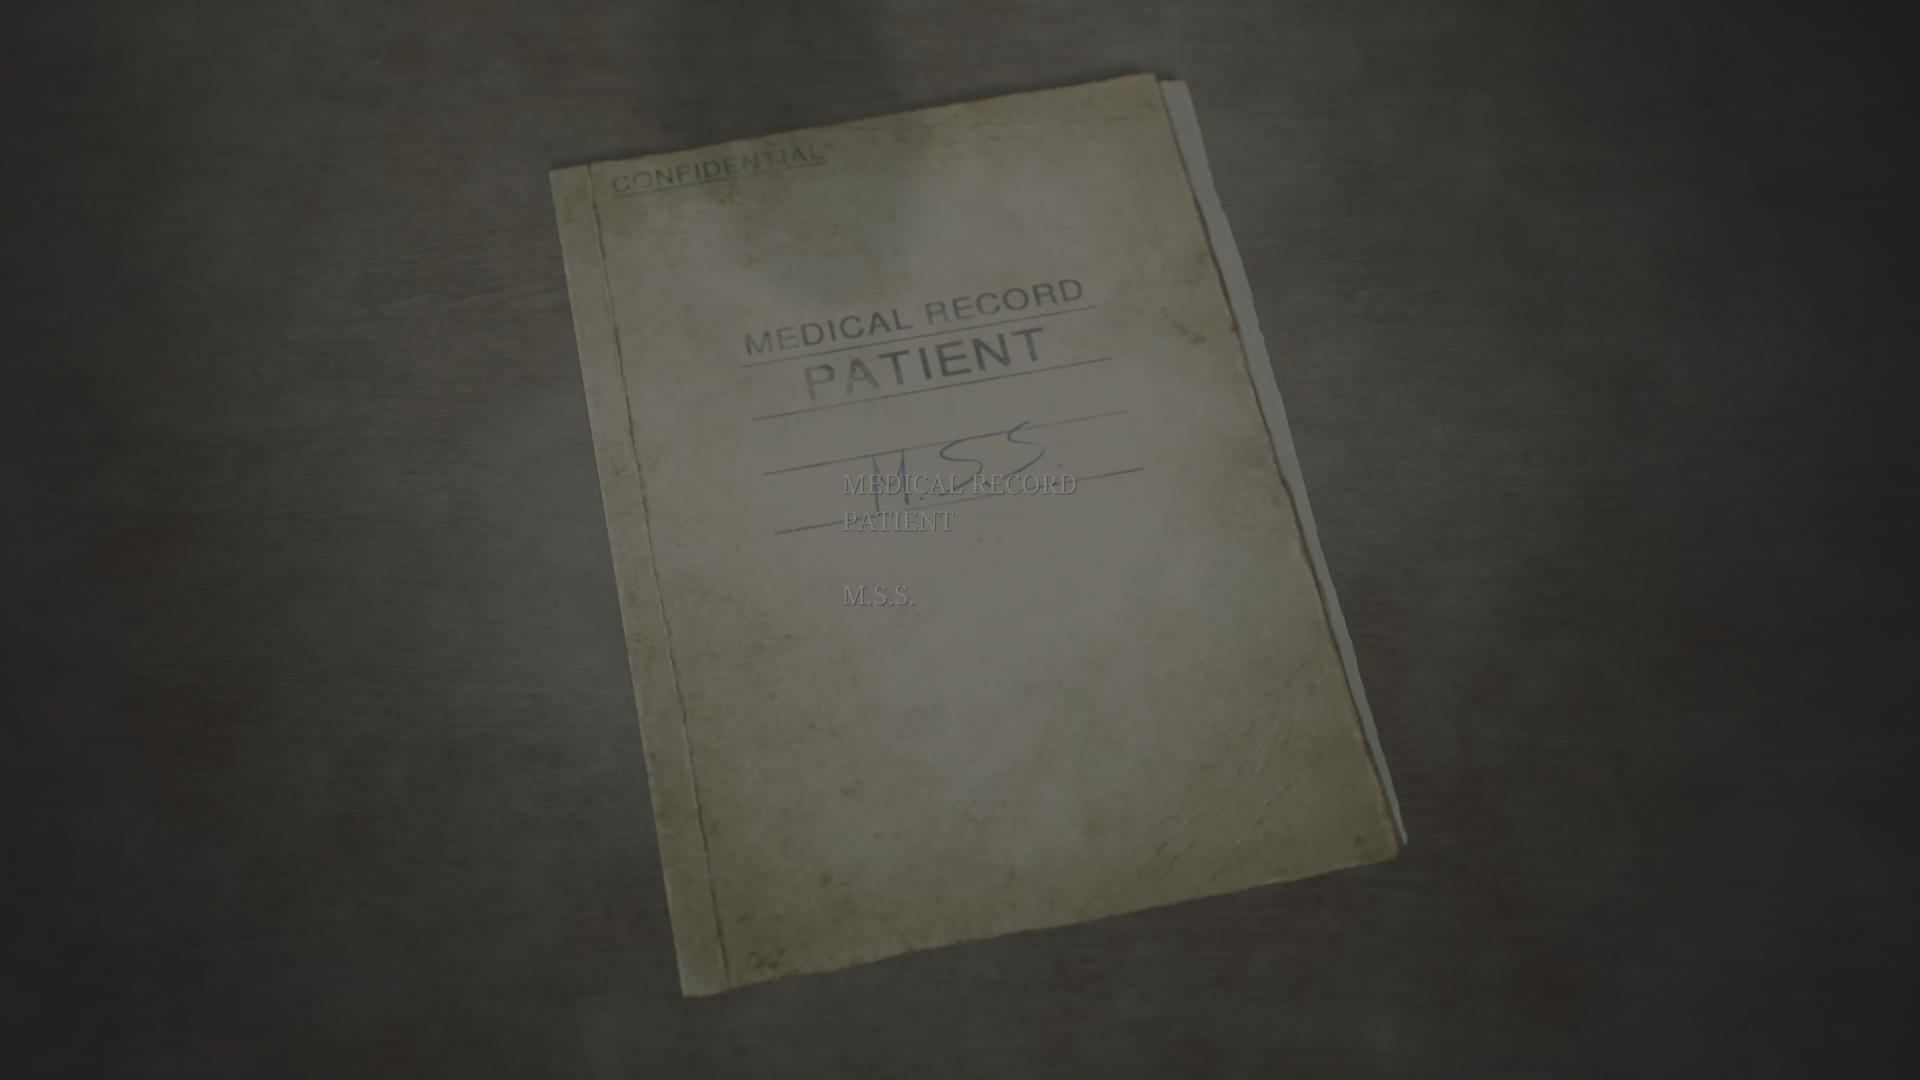 CONFIDENTIAL
MEDICAL RECORD
PATIENT
M.S.S.
MEDICAL RECORD
PATIENT
M.S.S.